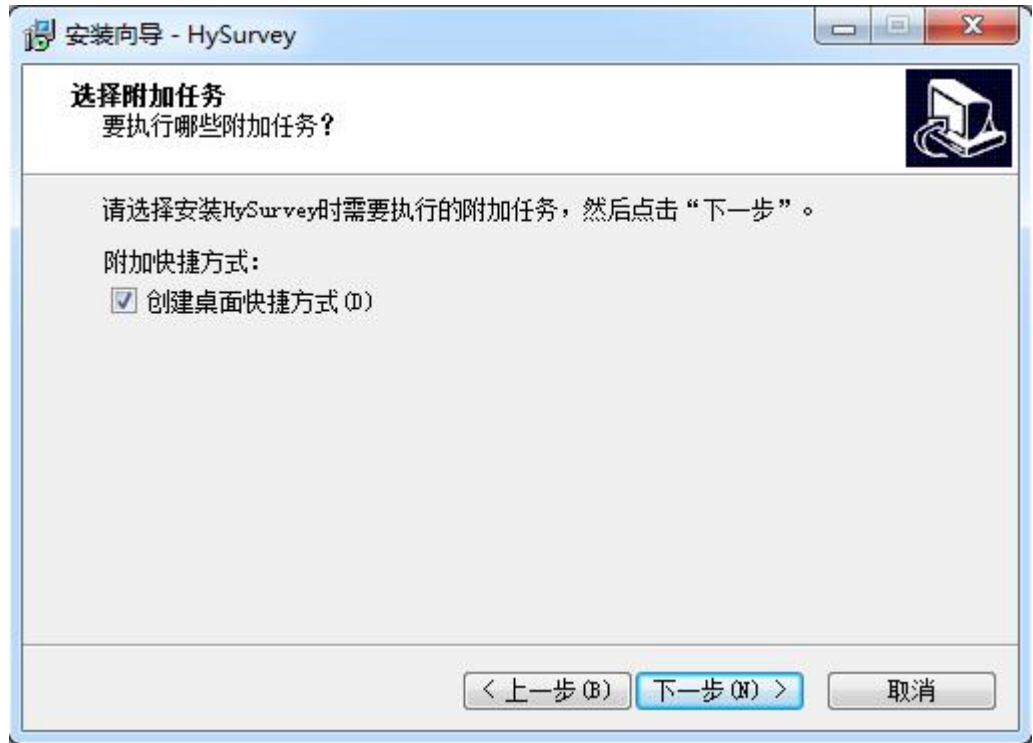 安装向导 - HySurvey
选择附加任务
要执行哪些附加任务？
请选择安装HySurvey时需要执行的附加任务，然后点击“下一步”。
附加快捷方式：
创建桌面快捷方式(D)
< 上一步(B) 下一步(N) > 取消